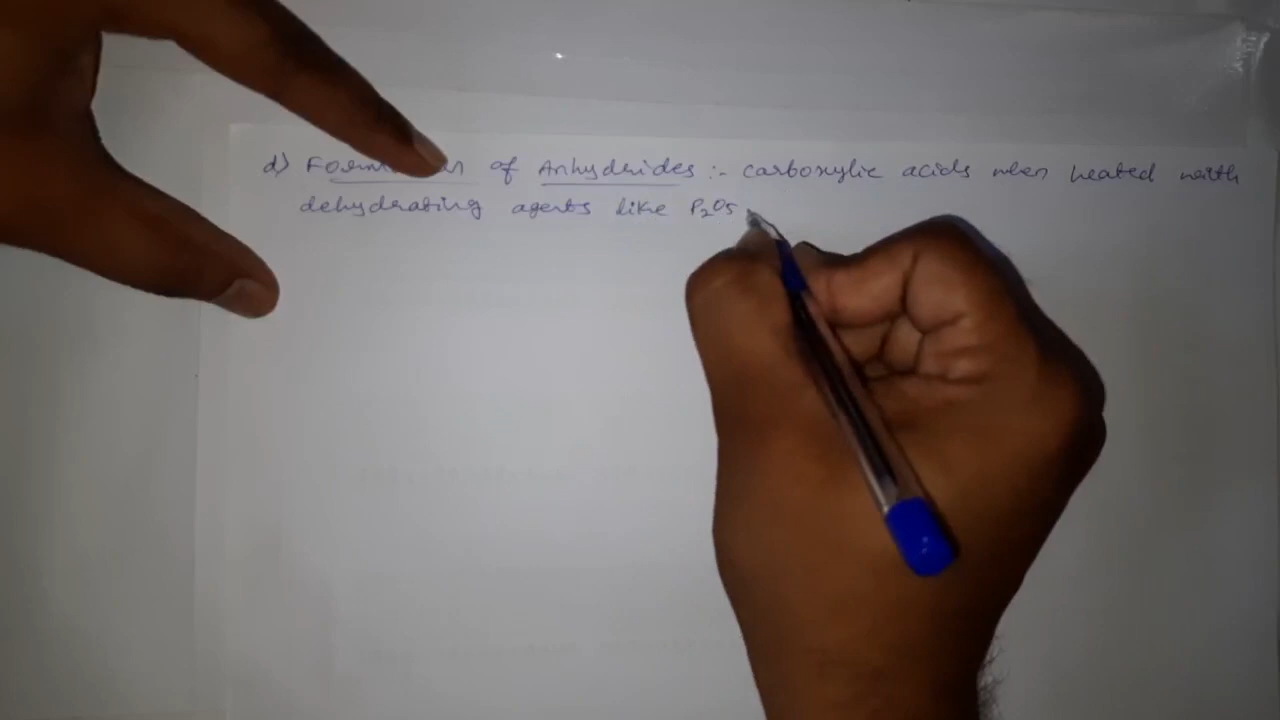 d) Formation of Anhydrides :- carboxylic acids when heated with
dehydrating agents like P₂O₅